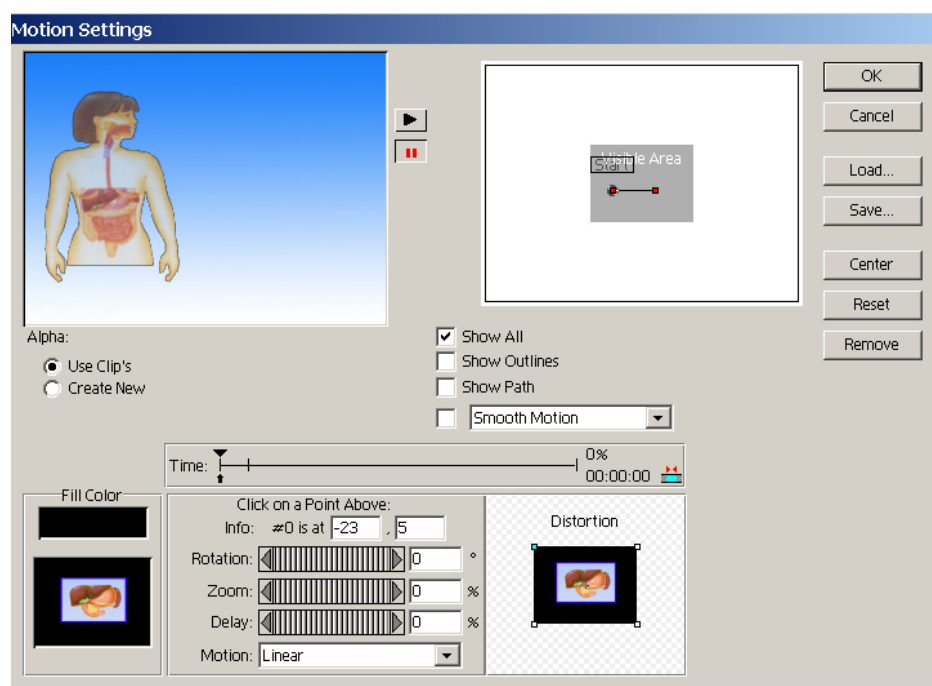 Motion Settings
OK
Cancel
Load...
Save...
Center
Reset
Remove
Visible Area
Start
Alpha:
Use Clip's
Create New
Show All
Show Outlines
Show Path
Smooth Motion
Time:
0%
00:00:00
Fill Color
Click on a Point Above:
Info: #0 is at -23 , 5
Rotation: 0 °
Zoom: 0 %
Delay: 0 %
Motion: Linear
Distortion